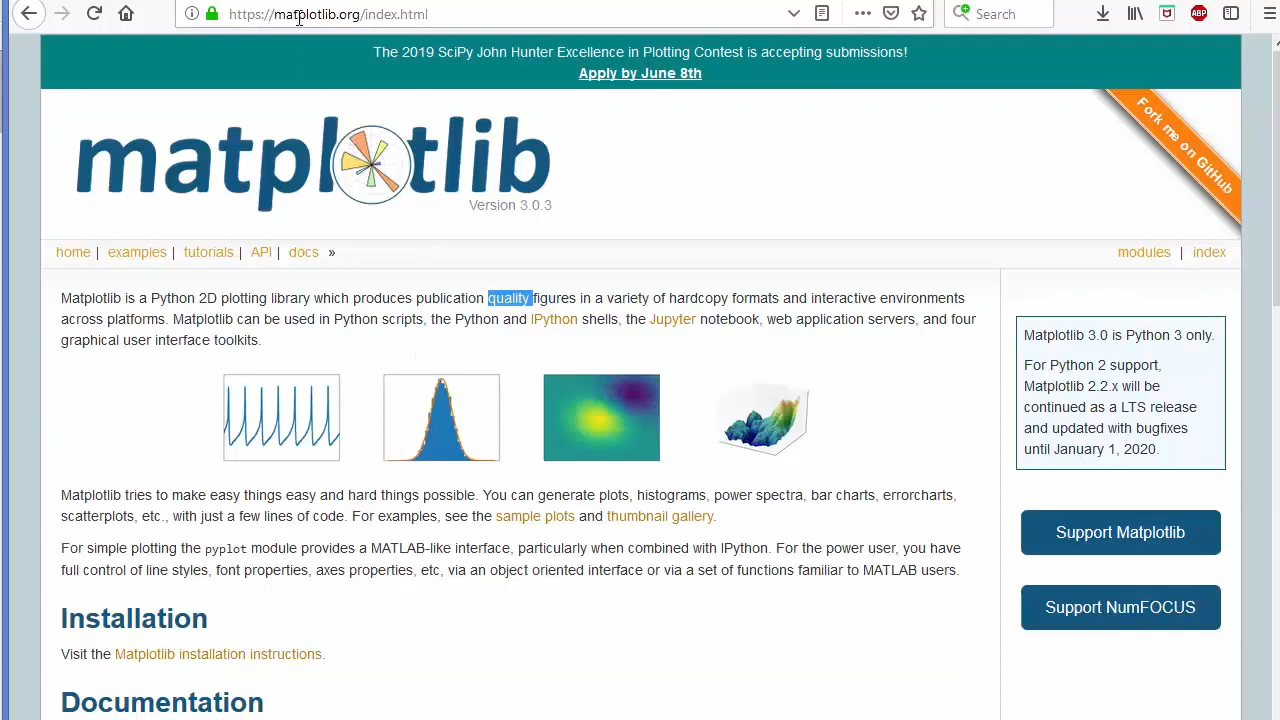 https://matplotlib.org/index.html
Search
ABP
The 2019 SciPy John Hunter Excellence in Plotting Contest is accepting submissions!
Apply by June 8th
Fork me on GitHub
matplotlib
Version 3.0.3
home | examples | tutorials | API | docs »
modules | index
Matplotlib is a Python 2D plotting library which produces publication quality figures in a variety of hardcopy formats and interactive environments
across platforms. Matplotlib can be used in Python scripts, the Python and IPython shells, the Jupyter notebook, web application servers, and four
graphical user interface toolkits.
Matplotlib 3.0 is Python 3 only.
For Python 2 support,
Matplotlib 2.2.x will be
continued as a LTS release
and updated with bugfixes
until January 1, 2020.
Matplotlib tries to make easy things easy and hard things possible. You can generate plots, histograms, power spectra, bar charts, errorcharts,
scatterplots, etc., with just a few lines of code. For examples, see the sample plots and thumbnail gallery.
For simple plotting the pyplot module provides a MATLAB-like interface, particularly when combined with IPython. For the power user, you have
full control of line styles, font properties, axes properties, etc, via an object oriented interface or via a set of functions familiar to MATLAB users.
Support Matplotlib
Support NumFOCUS
Installation
Visit the Matplotlib installation instructions.
Documentation